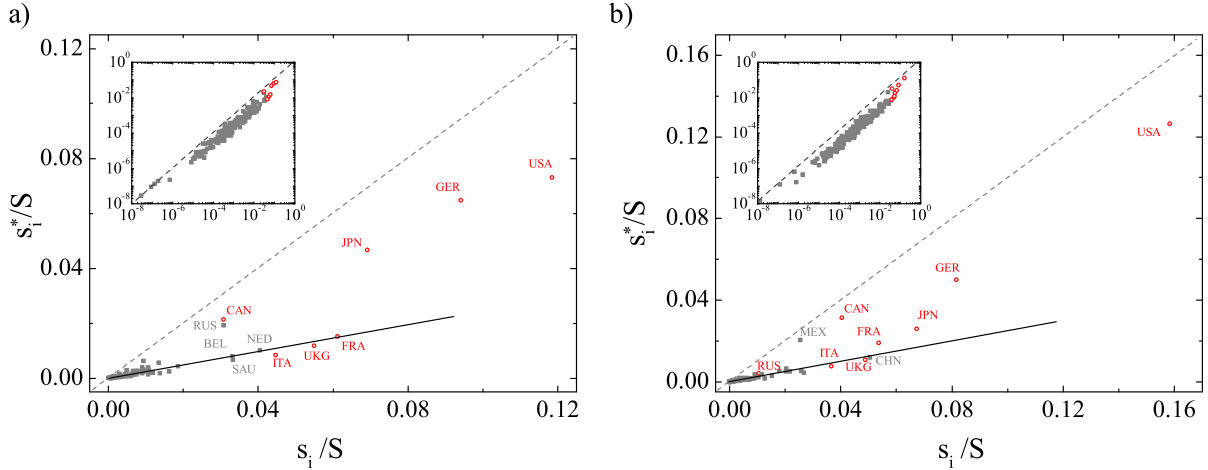 a)
0.12
0.08
0.04
0.00
s_i^*/S
10^0
10^-2
10^-4
10^-6
10^-8
10^-8 10^-6 10^-4 10^-2 10^0
USA
GER
JPN
CAN
RUS
BEL
NED
SAU
ITA
UKG
FRA
0.00 0.04 0.08 0.12
s_i /S
b)
0.16
0.12
0.08
0.04
0.00
s_i^*/S
10^0
10^-2
10^-4
10^-6
10^-8
10^-8 10^-6 10^-4 10^-2 10^0
USA
GER
CAN
JPN
MEX
FRA
ITA
RUS
UKG
CHN
0.00 0.04 0.08 0.12 0.16
s_i /S